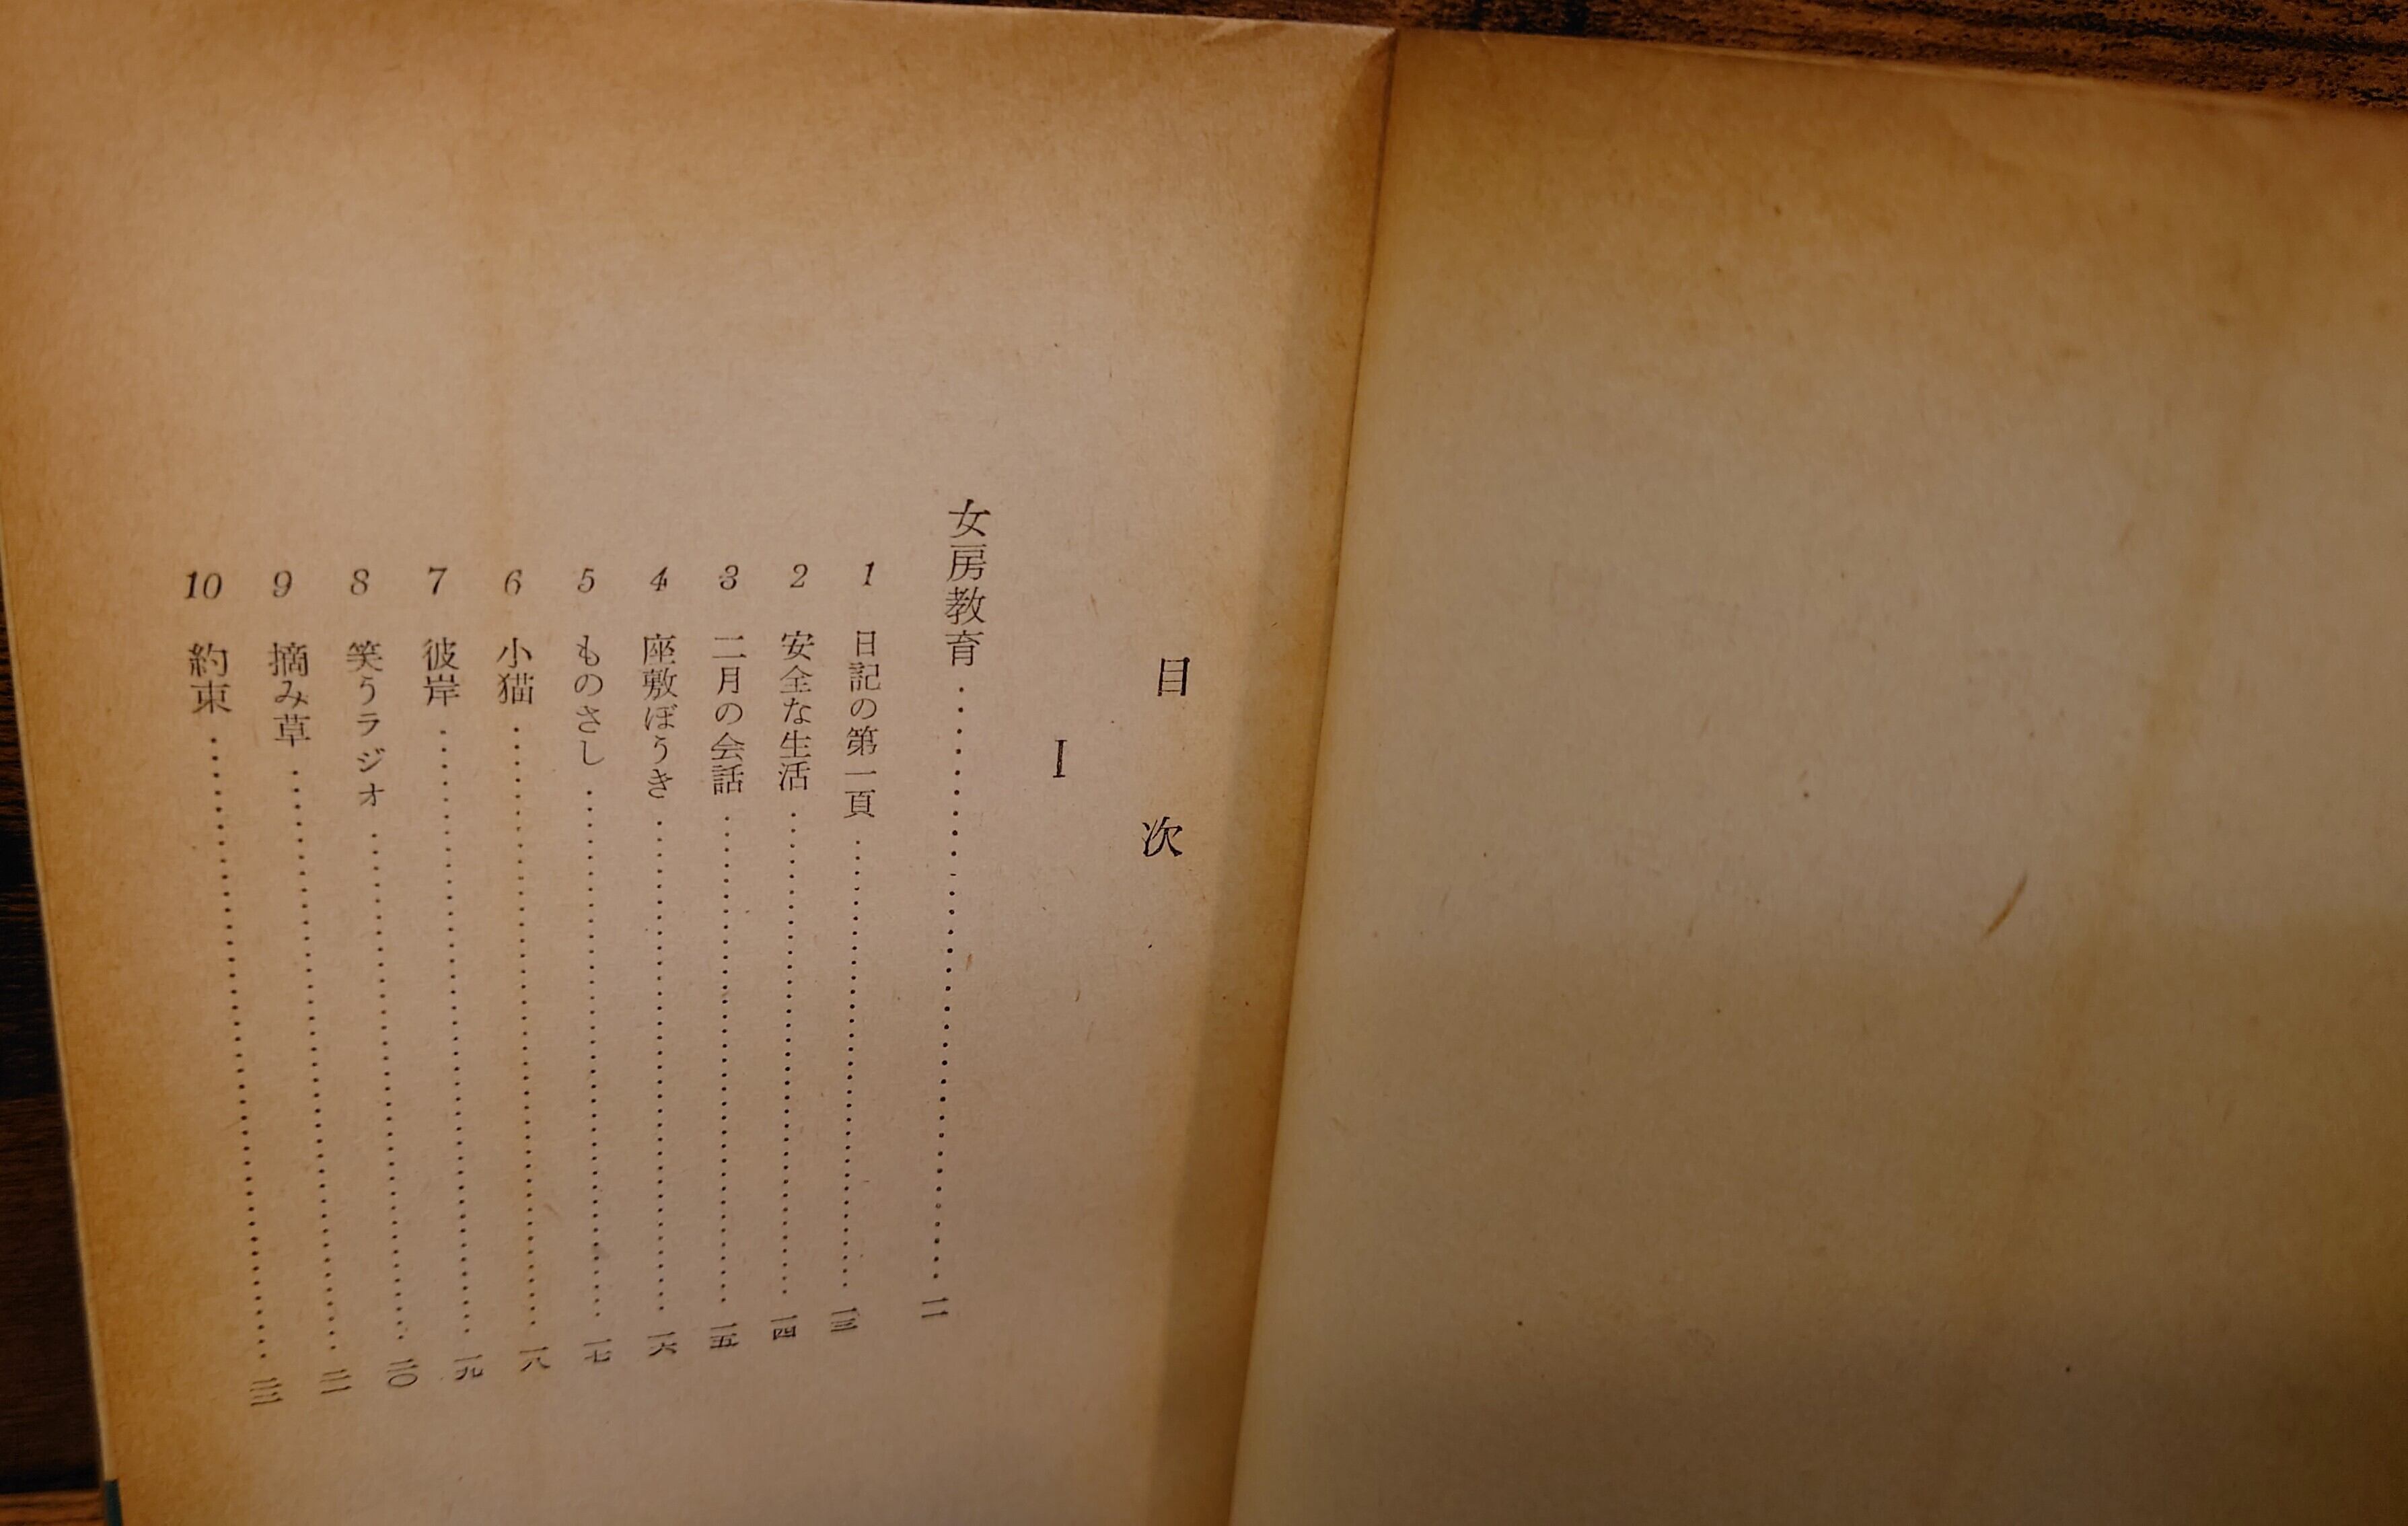 目次
I
女房教育……………………一一
1 日記の第一頁……………………一三
2 安全な生活……………………一四
3 二月の会話……………………一五
4 座敷ぼうき……………………一六
5 ものさし……………………一七
6 小猫……………………一八
7 彼岸……………………一九
8 笑うラジオ……………………二〇
9 摘み草……………………二一
10 約束……………………二三